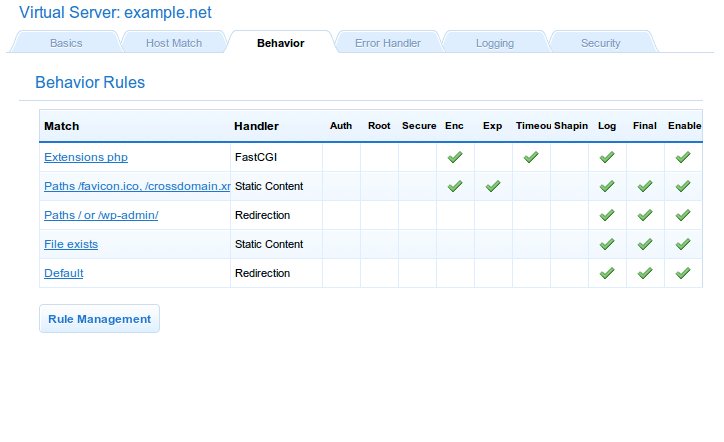 Virtual Server: example.net
Basics Host Match Behavior Error Handler Logging Security
Behavior Rules
Match Handler Auth Root Secure Enc Exp Timeou Shapin Log Final Enable
Extensions php FastCGI
Paths /favicon.ico, /crossdomain.xr Static Content
Paths / or /wp-admin/ Redirection
File exists Static Content
Default Redirection
Rule Management